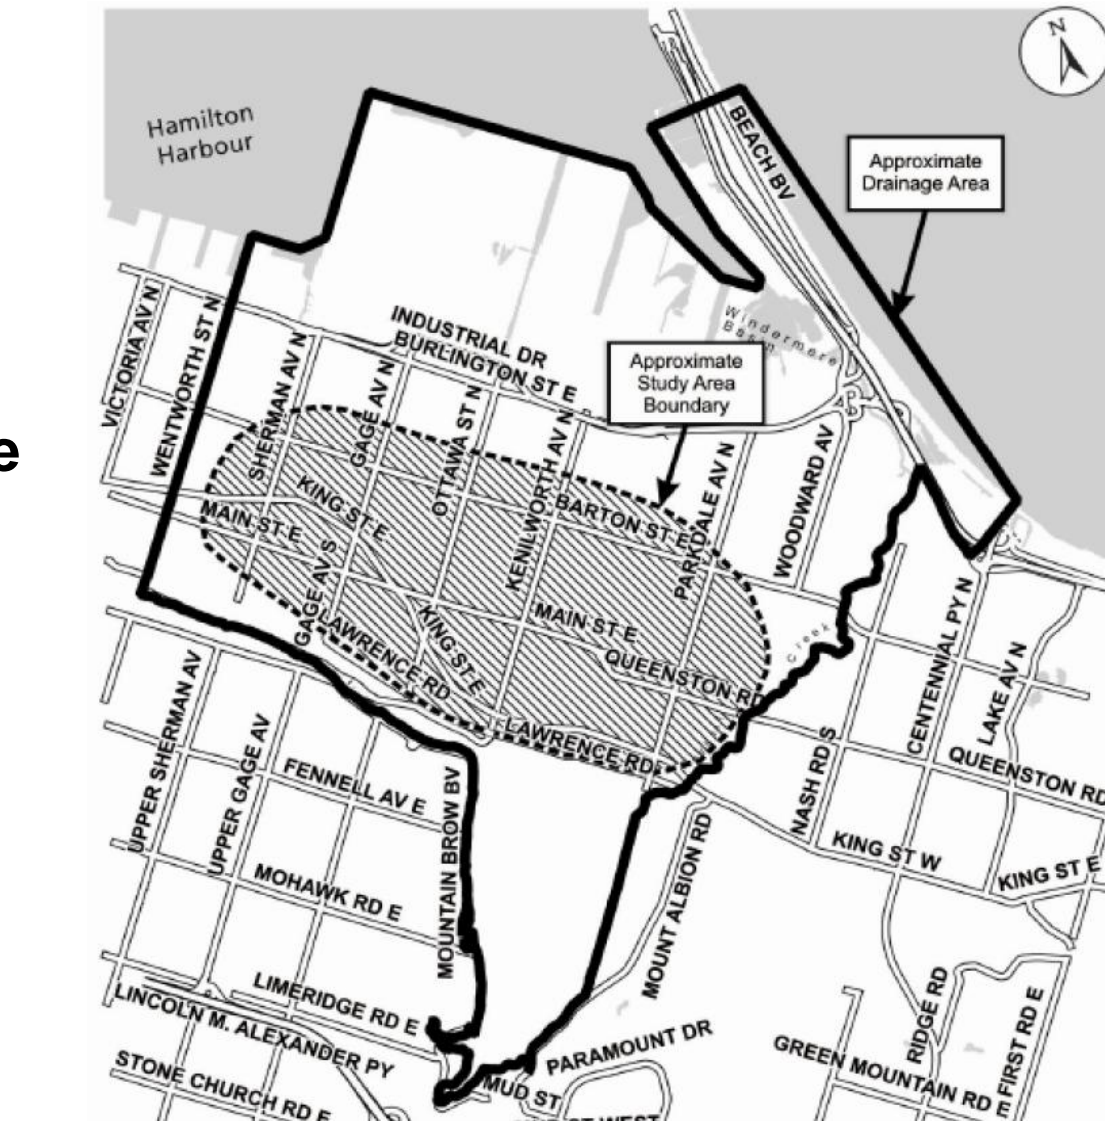 N
Hamilton
Harbour
BEACH BV
Approximate
Drainage Area
e
VICTORIA AV N
WENTWORTH ST N
SHERMAN AV N
INDUSTRIAL DR
BURLINGTON ST E
Windermere
Basin
Approximate
Study Area
Boundary
GAGE AV N
OTTAWA ST N
KENILWORTH AV N
BARTON ST E
PARKDALE AV N
WOODWARD AV
KING ST E
MAIN ST E
GAGE AV S
LAWRENCE RD
KING ST E
MAIN ST E
QUEENSTON RD
Creek
LAWRENCE RD
CENTENNIAL PY N
LAKE AV N
NASH RD S
QUEENSTON RD
UPPER SHERMAN AV
UPPER GAGE AV
FENNELL AV E
MOUNTAIN BROW BV
MOHAWK RD E
MOUNT ALBION RD
KING ST W
KING ST E
LIMERIDGE RD E
LINCOLN M. ALEXANDER PY
STONE CHURCH RD E
MUD ST
PARAMOUNT DR
RIDGE RD
GREEN MOUNTAIN RD E
FIRST RD E
WEST